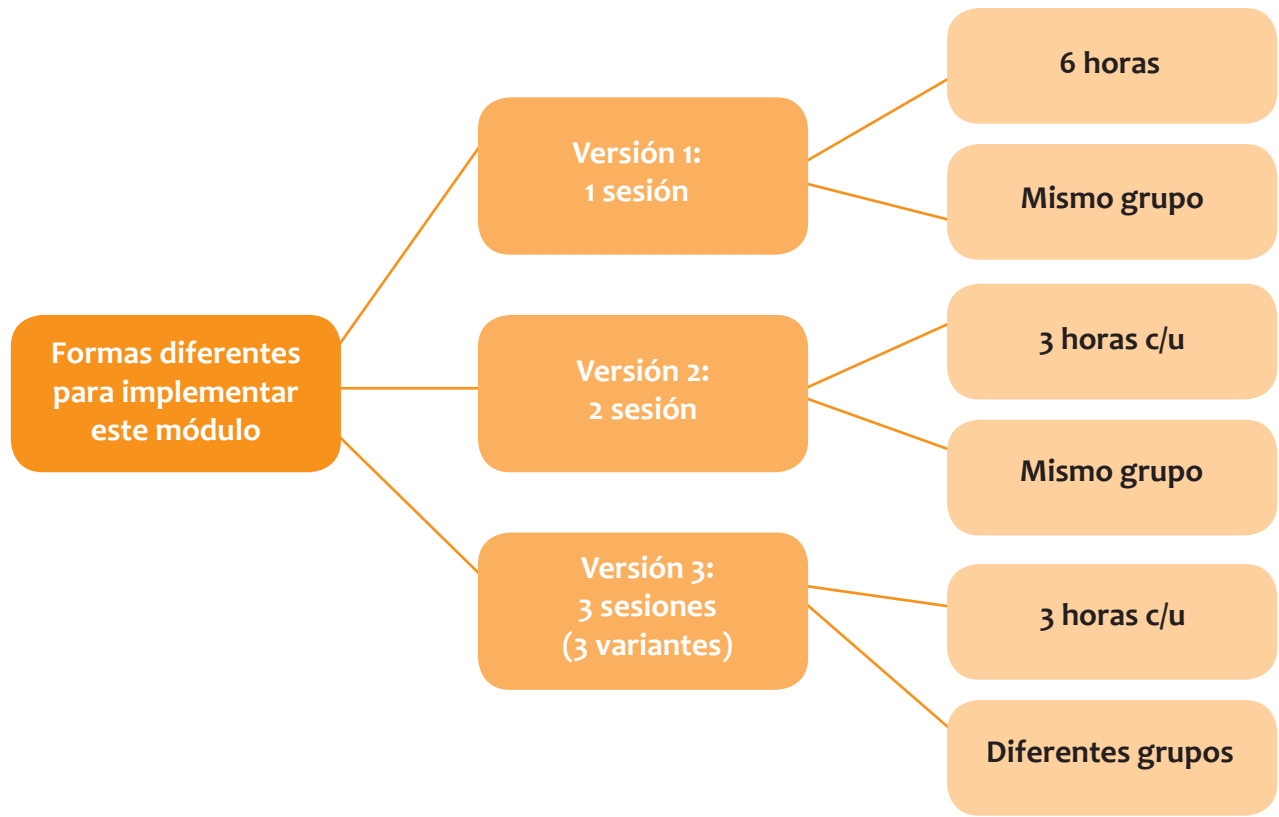 Formas diferentes
para implementar
este módulo
Versión 1:
1 sesión
6 horas
Mismo grupo
Versión 2:
2 sesión
3 horas c/u
Mismo grupo
Versión 3:
3 sesiones
(3 variantes)
3 horas c/u
Diferentes grupos